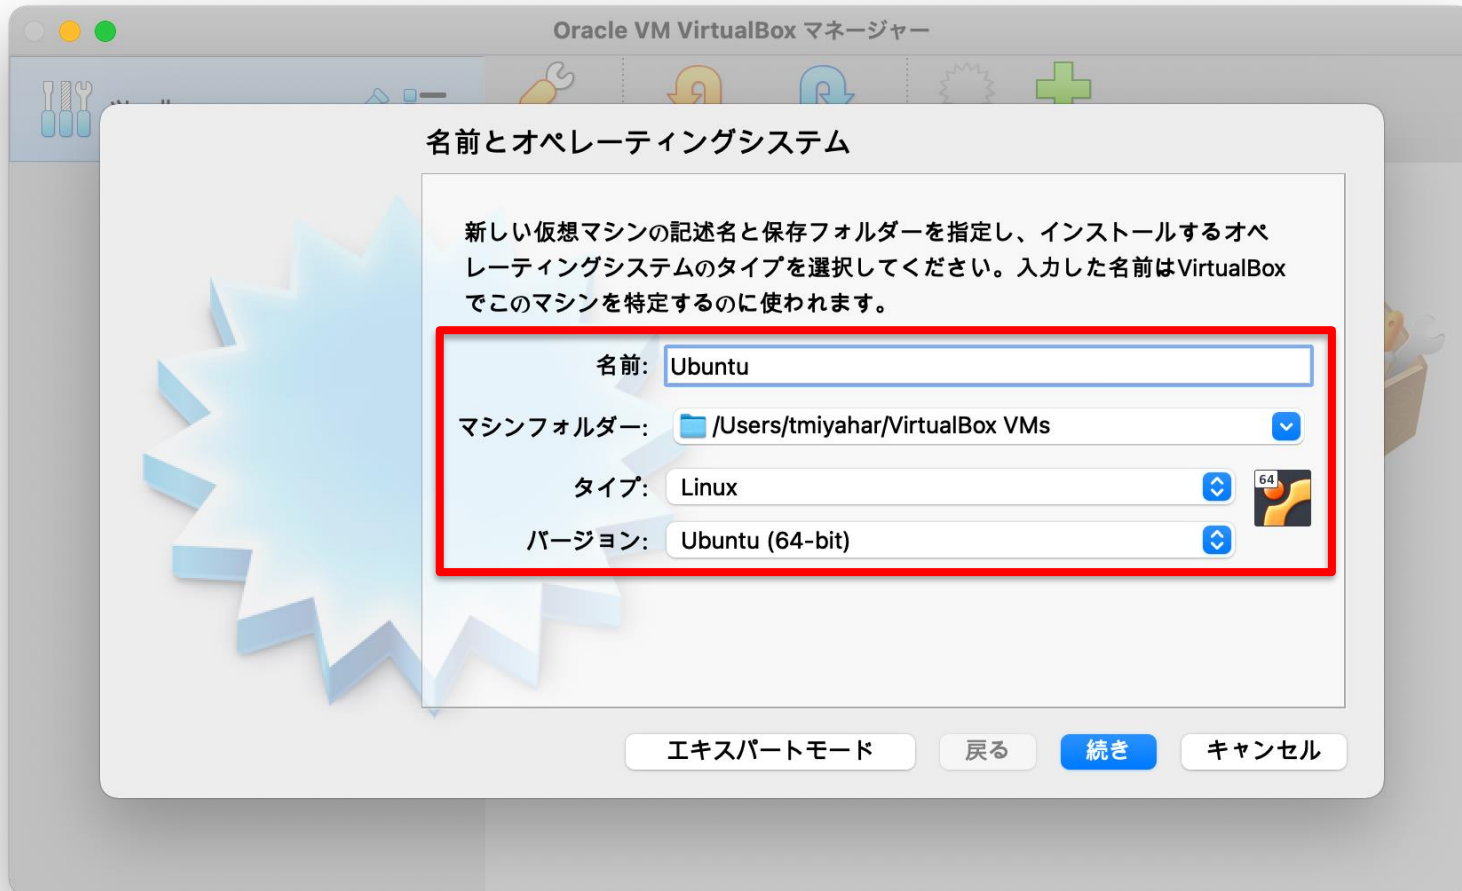 Oracle VM VirtualBox マネージャー
名前とオペレーティングシステム
新しい仮想マシンの記述名と保存フォルダーを指定し、インストールするオペ
レーティングシステムのタイプを選択してください。入力した名前はVirtualBox
でこのマシンを特定するのに使われます。
名前: Ubuntu
マシンフォルダー: /Users/tmiyahar/VirtualBox VMs
タイプ: Linux
64
バージョン: Ubuntu (64-bit)
エキスパートモード 戻る 続き キャンセル